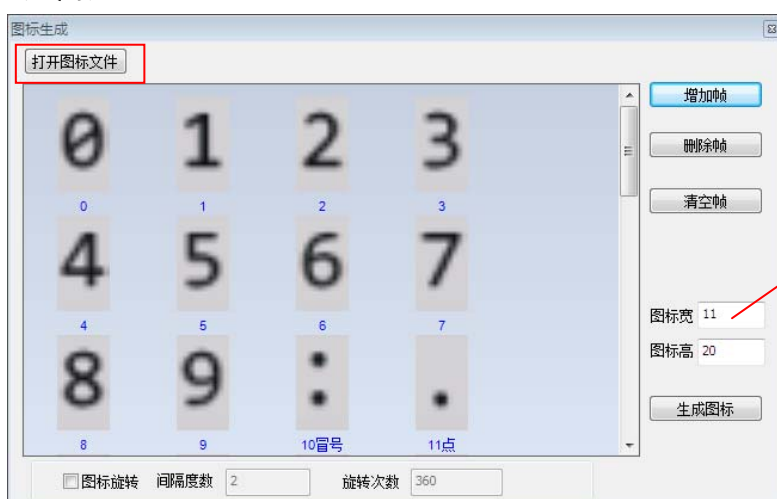 图标生成
打开图标文件
增加帧
0 1 2 3
0 1 2 3
删除帧
清空帧
4 5 6 7
4 5 6 7
图标宽 11
图标高 20
8 9 : .
8 9 10冒号 11点
生成图标
图标旋转 间隔度数 2 旋转次数 360